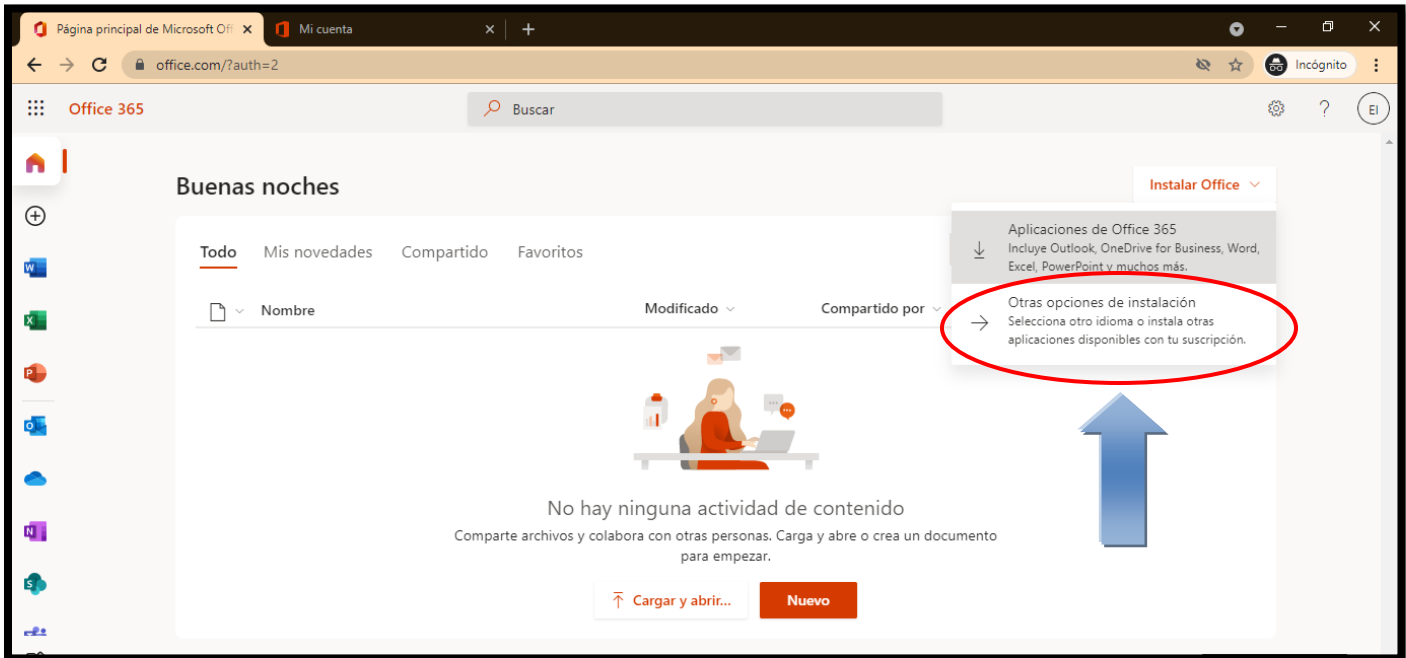 Página principal de Microsoft Off
Mi cuenta
office.com/?auth=2
Incógnito
Office 365
Buscar
EI
Buenas noches
Instalar Office
Aplicaciones de Office 365
Incluye Outlook, OneDrive for Business, Word,
Excel, PowerPoint y muchos más.
Todo Mis novedades Compartido Favoritos
Otras opciones de instalación
Selecciona otro idioma o instala otras
aplicaciones disponibles con tu suscripción.
Nombre Modificado Compartido por
No hay ninguna actividad de contenido
Comparte archivos y colabora con otras personas. Carga y abre o crea un documento
para empezar.
Cargar y abrir... Nuevo